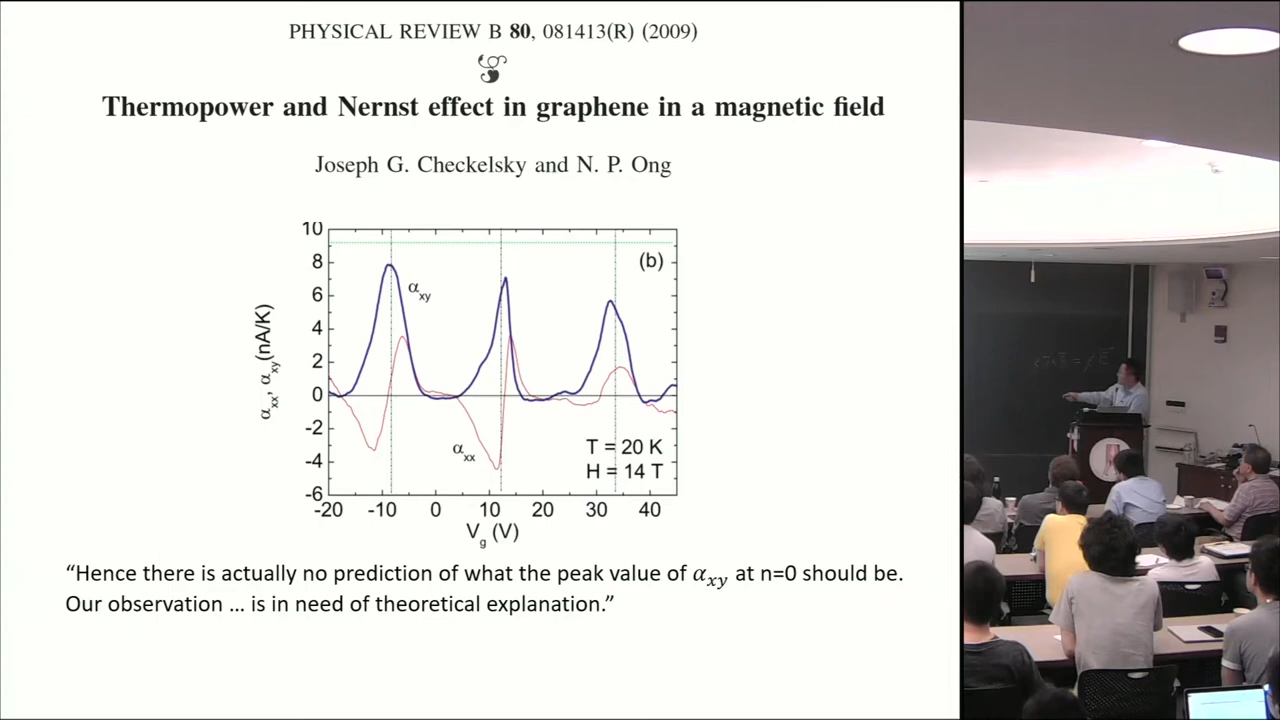 PHYSICAL REVIEW B 80, 081413(R) (2009)
Thermopower and Nernst effect in graphene in a magnetic field
Joseph G. Checkelsky and N. P. Ong
10
8
6
4
2
0
-2
-4
-6
αxx, αxy(nA/K)
(b)
αxy
αxx
T = 20 K
H = 14 T
-20 -10 0 10 20 30 40
Vg (V)
“Hence there is actually no prediction of what the peak value of αxy at n=0 should be.
Our observation ... is in need of theoretical explanation.”